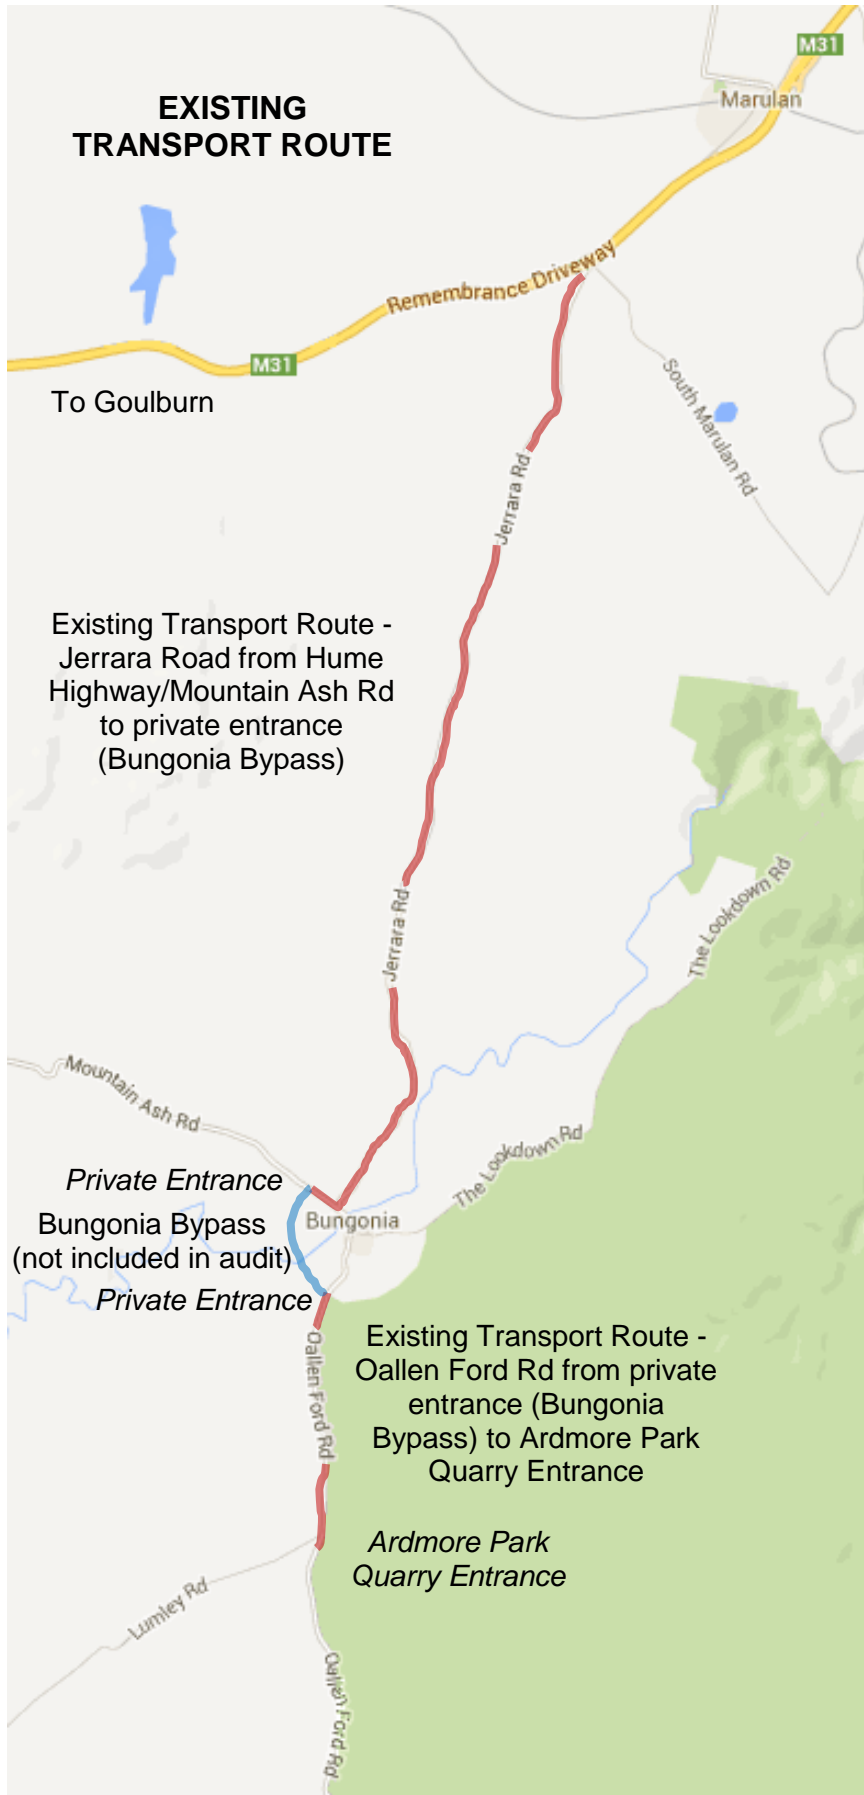 M31
Marulan
EXISTING
TRANSPORT ROUTE
Remembrance Driveway
M31
To Goulburn
South Marulan Rd
Jerrara Rd
Existing Transport Route -
Jerrara Road from Hume
Highway/Mountain Ash Rd
to private entrance
(Bungonia Bypass)
The Lookdown Rd
Jerrara Rd
Mountain Ash Rd
The Lookdown Rd
Private Entrance
Bungonia Bypass
(not included in audit)
Bungonia
Private Entrance
Oallen Ford Rd
Existing Transport Route -
Oallen Ford Rd from private
entrance (Bungonia
Bypass) to Ardmore Park
Quarry Entrance
Ardmore Park
Quarry Entrance
Lumley Rd
Oallen Ford Rd